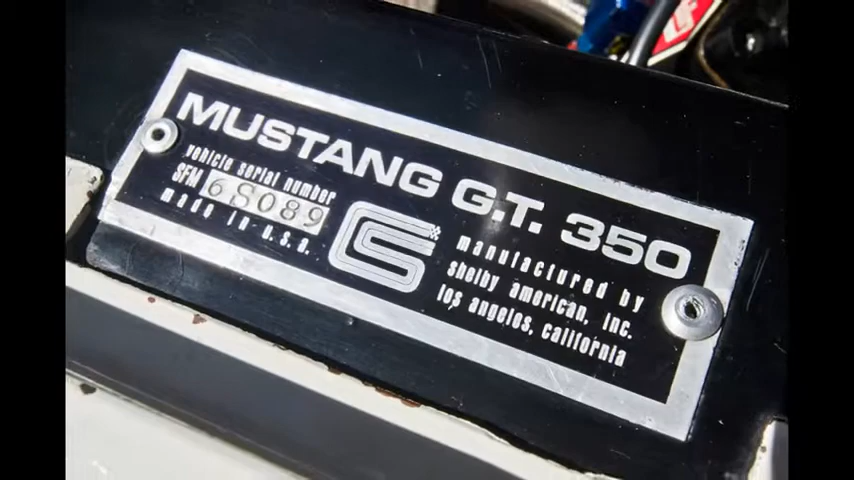 MUSTANG G.T. 350
vehicle serial number
SFM 6S089
made in U.S.A.
manufactured by
shelby american, inc.
los angeles, california